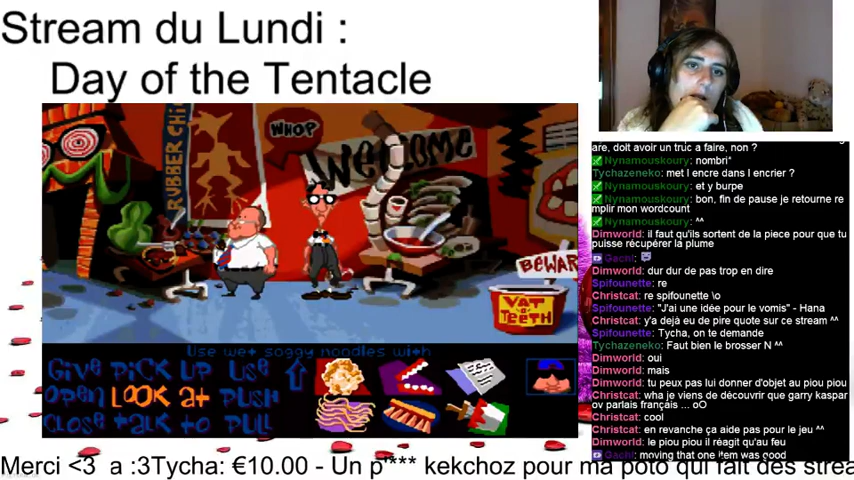 Stream du Lundi :
Day of the Tentacle
RUBBER CHI
WHOP
WELCOME
BEWAR
VAT
O'
TEETH
Use wet soggy noodles with
Give Pick up Use
Open Look at Push
Close talk to Pull
are, doit avoir un truc a faire, non ?
Nynamouskoury: nombri*
Tychazeneko: met l encre dans l encrier ?
Nynamouskoury: et y burpe
Nynamouskoury: bon, fin de pause je retourne re
mplir mon wordcount
Nynamouskoury: ^^
Dimworld: il faut qu'ils sortent de la piece pour que tu
puisse récupérer la plume
Gachl:
Dimworld: dur dur de pas trop en dire
Spifounette: re
Christcat: re spifounette \o
Spifounette: "J'ai une idée pour le vomis" - Hana
Christcat: y'a dejà eu de pire quote sur ce stream ^^
Spifounette: Tycha, on te demande
Tychazeneko: Faut bien le brosser N ^^
Dimworld: oui
Dimworld: mais
Dimworld: tu peux pas lui donner d'objet au piou piou
Christcat: wha je viens de découvrir que garry kaspar
ov parlais français ... oO
Christcat: cool
Christcat: en revanche ça aide pas pour le jeu ^^
Dimworld: le piou piou il réagit qu'au feu
Gachl: moving that one item was good
Merci <3 a :3Tycha: €10.00 - Un p'**** kekchoz pour ma poto qui fait des strea